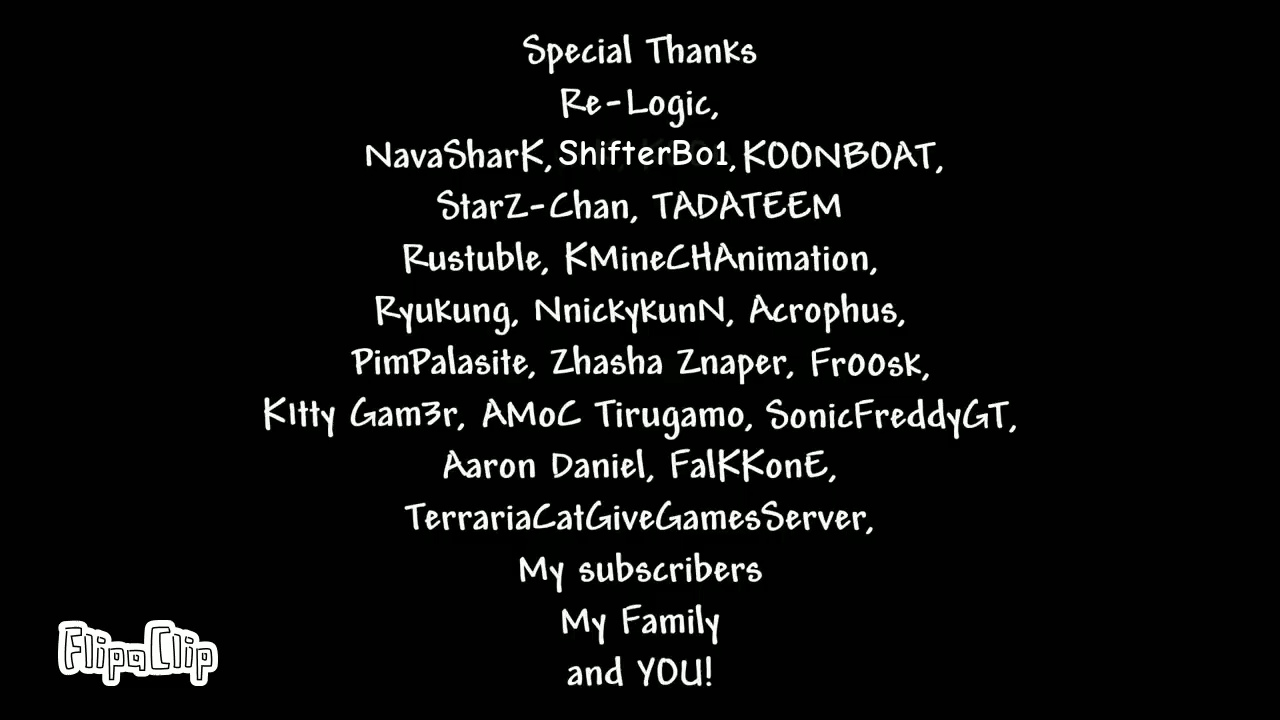 Special Thanks
Re-Logic,
NavaSharK, ShifterBo1, KOONBOAT,
StarZ-Chan, TADATEEM
Rustuble, KMineCHAnimation,
Ryukung, NnickykunN, Acrophus,
PimPalasite, Zhasha Znaper, Froosk,
K1tty Gam3r, AMoC Tirugamo, SonicFreddyGT,
Aaron Daniel, FalKKonE,
TerrariaCatGiveGamesServer,
My subscribers
My Family
and YOU!
FlipaClip